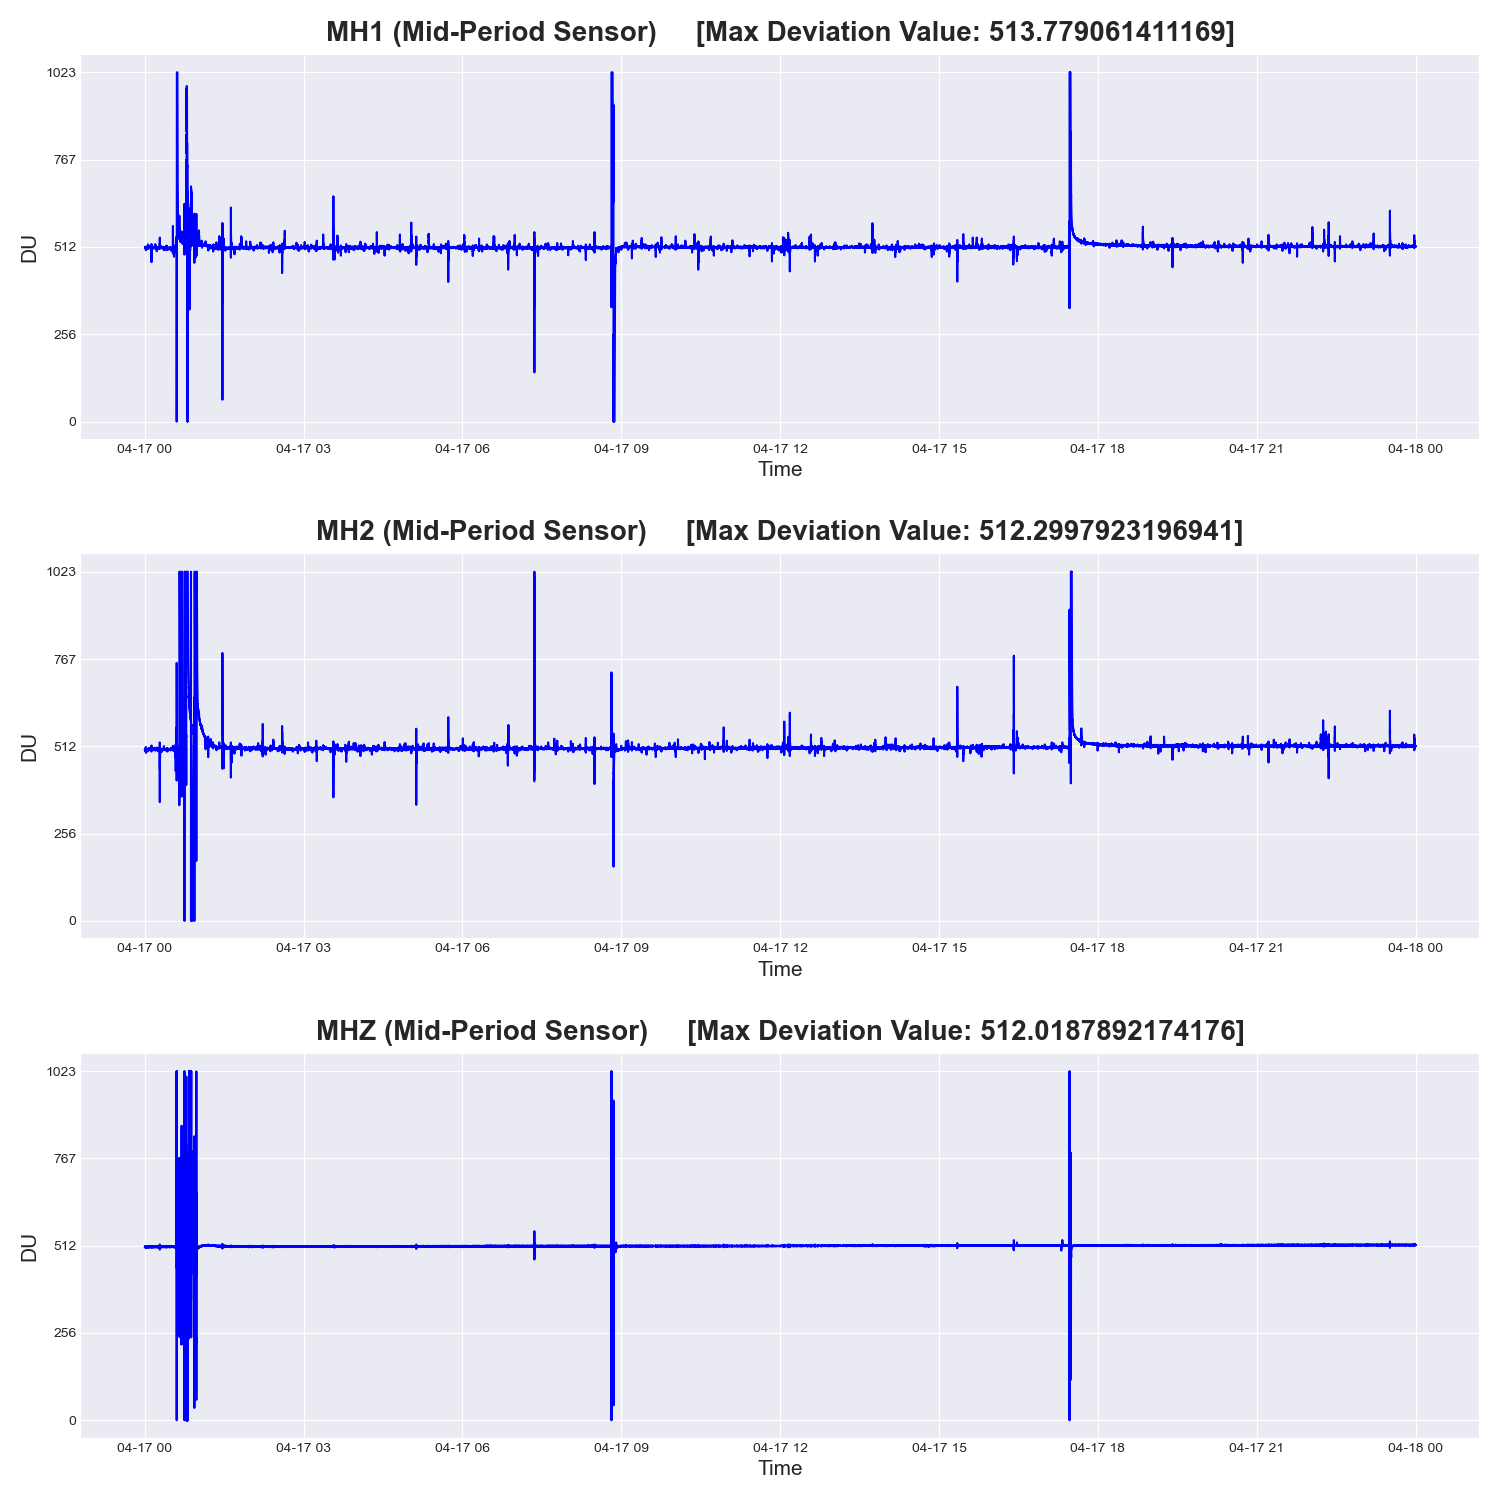 MH1 (Mid-Period Sensor) [Max Deviation Value: 513.779061411169]
1023
767
512
256
0
DU
04-17 00 04-17 03 04-17 06 04-17 09 04-17 12 04-17 15 04-17 18 04-17 21 04-18 00
Time
MH2 (Mid-Period Sensor) [Max Deviation Value: 512.2997923196941]
1023
767
512
256
0
DU
04-17 00 04-17 03 04-17 06 04-17 09 04-17 12 04-17 15 04-17 18 04-17 21 04-18 00
Time
MHZ (Mid-Period Sensor) [Max Deviation Value: 512.0187892174176]
1023
767
512
256
0
DU
04-17 00 04-17 03 04-17 06 04-17 09 04-17 12 04-17 15 04-17 18 04-17 21 04-18 00
Time